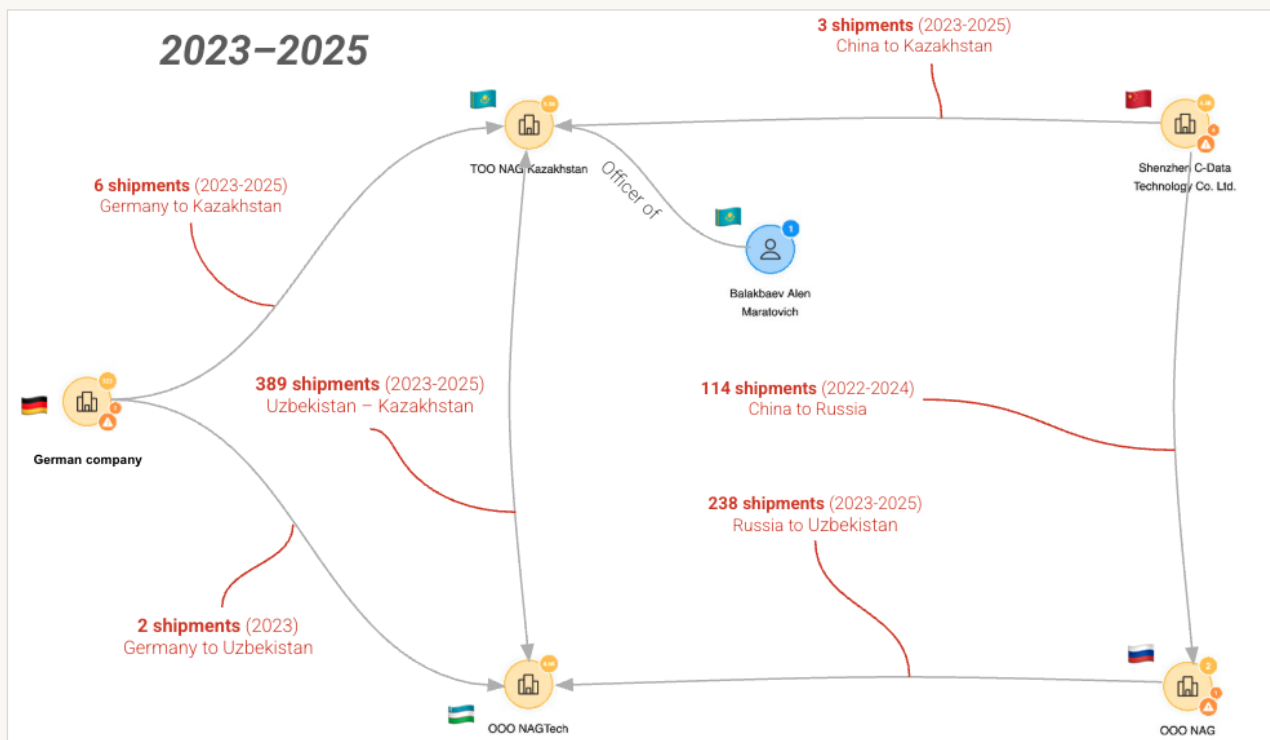 2023–2025
3 shipments (2023-2025)
China to Kazakhstan
TOO NAG Kazakhstan
Shenzhen C-Data
Technology Co. Ltd.
Officer of
6 shipments (2023-2025)
Germany to Kazakhstan
1
Balakbaev Alen
Maratovich
389 shipments (2023-2025)
Uzbekistan – Kazakhstan
114 shipments (2022-2024)
China to Russia
German company
238 shipments (2023-2025)
Russia to Uzbekistan
2 shipments (2023)
Germany to Uzbekistan
2
OOO NAGTech
OOO NAG